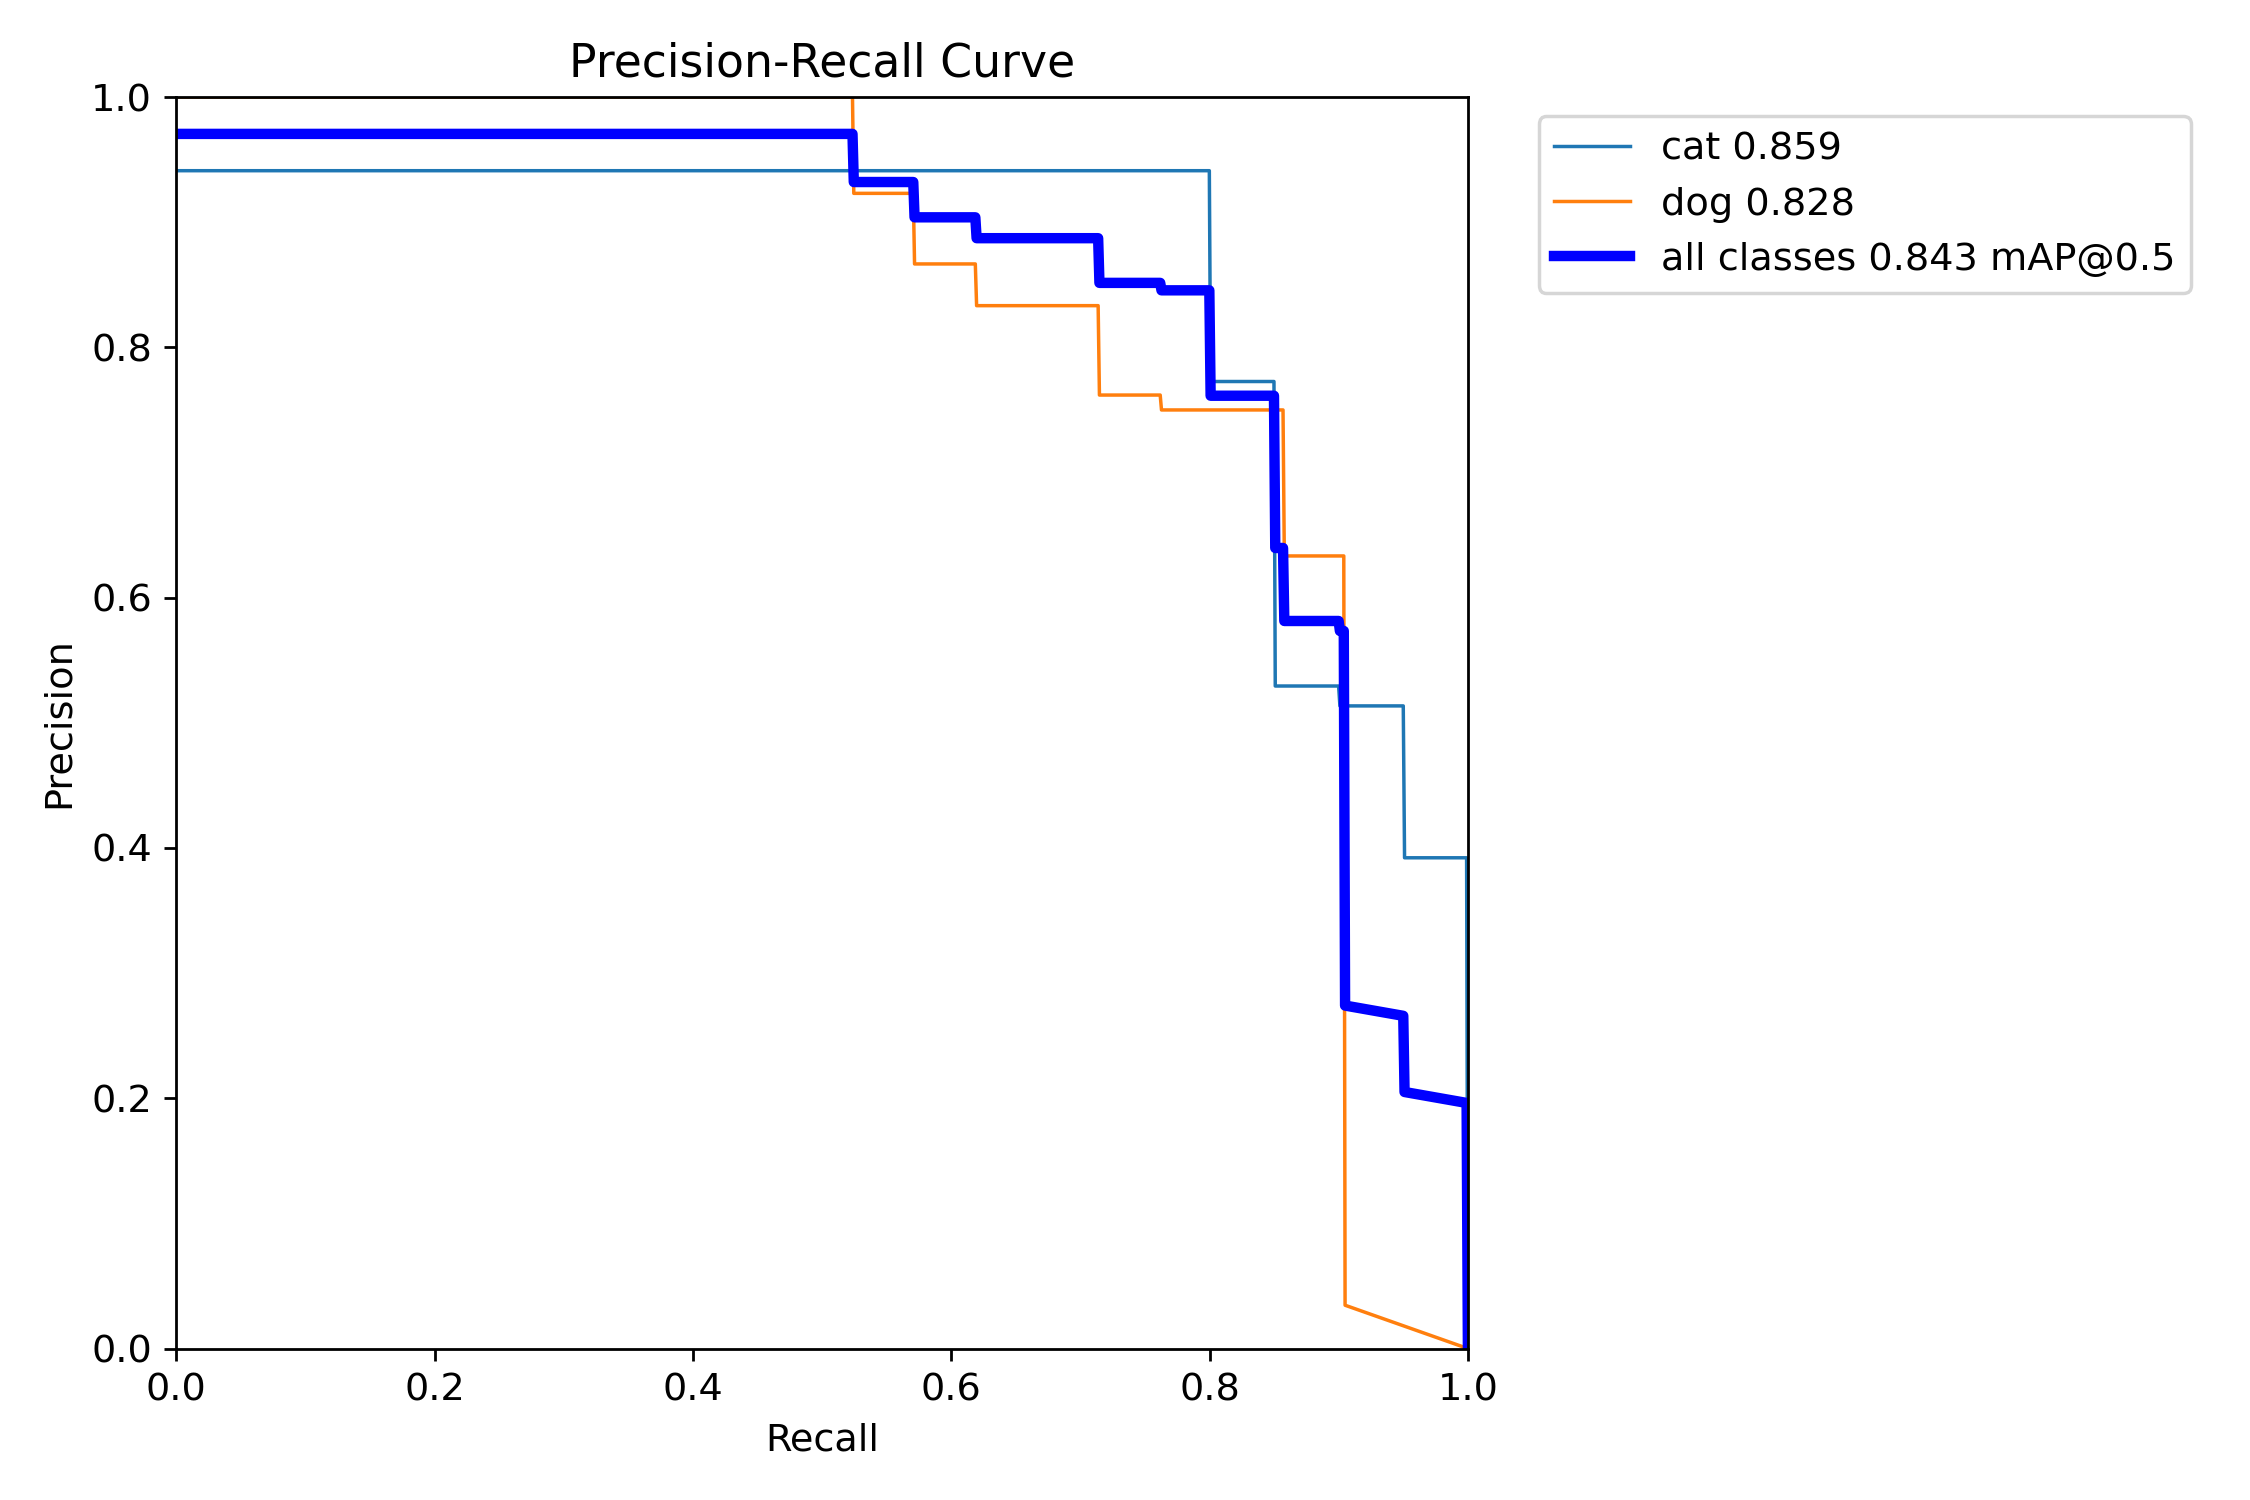 Precision-Recall Curve
1.0
0.8
0.6
0.4
0.2
0.0
Precision
0.0 0.2 0.4 0.6 0.8 1.0
Recall
cat 0.859
dog 0.828
all classes 0.843 mAP@0.5